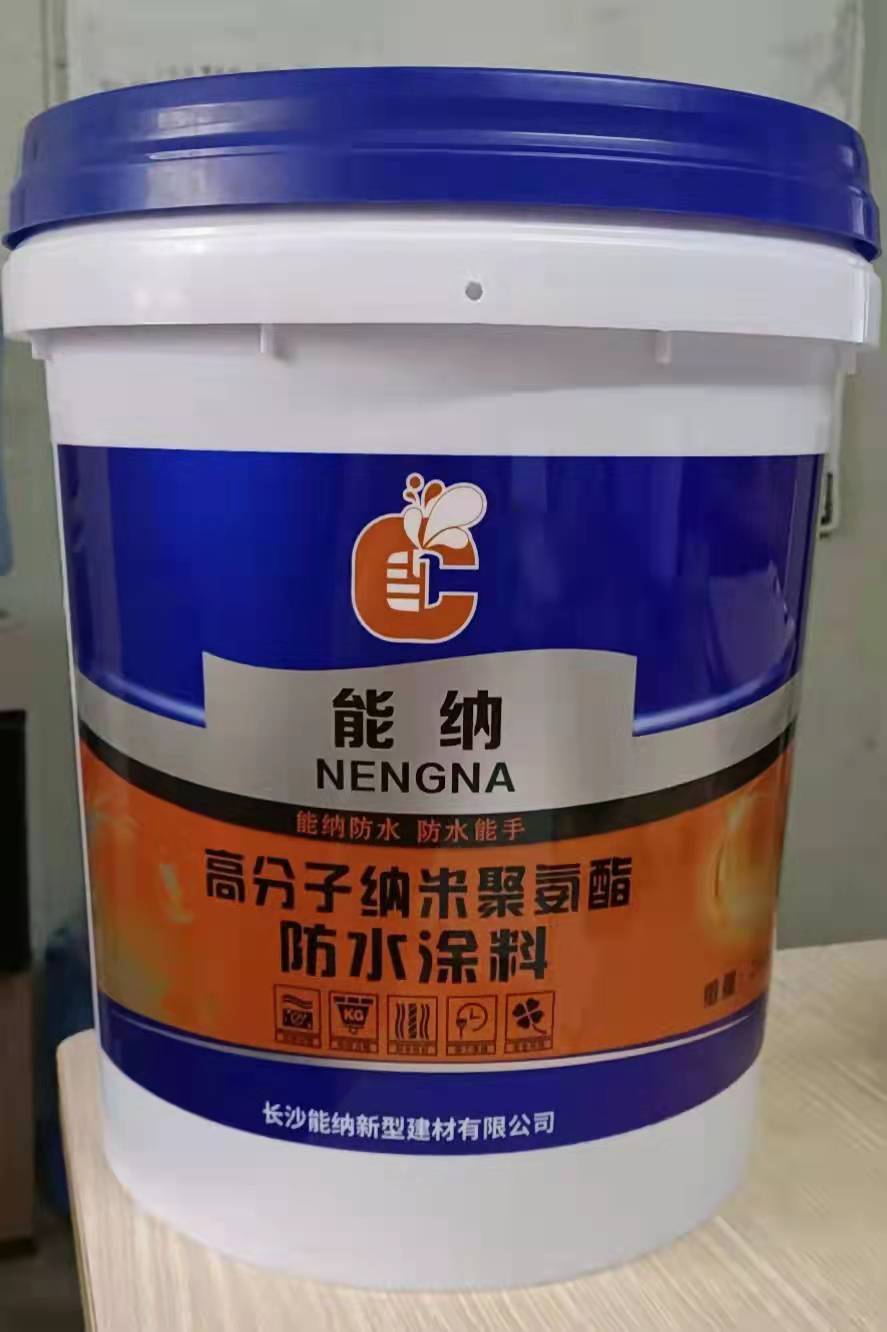 能纳
NENGNA
能纳防水 防水能手
高分子纳米聚氨酯
防水涂料
KG
长沙能纳新型建材有限公司